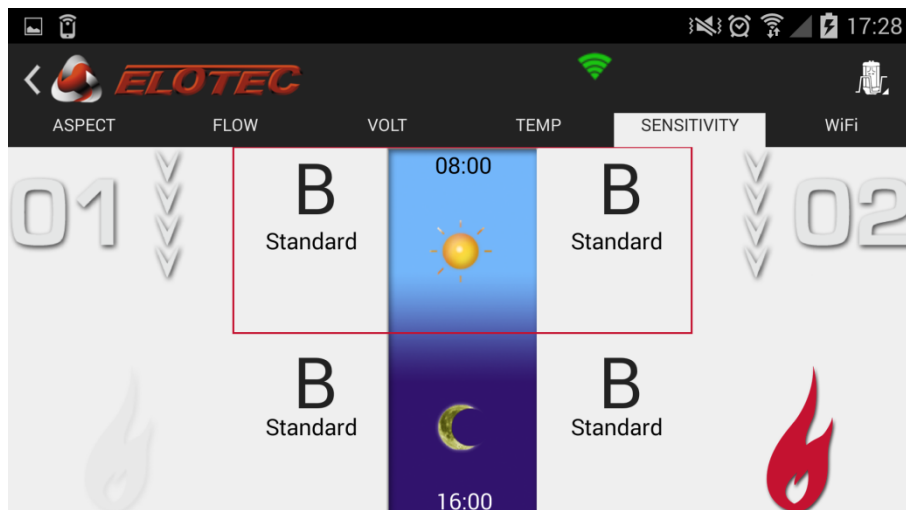 17:28
ELOTEC
ASPECT FLOW VOLT TEMP SENSITIVITY WiFi
01 B 08:00 B 02
Standard Standard
B B
Standard Standard
16:00